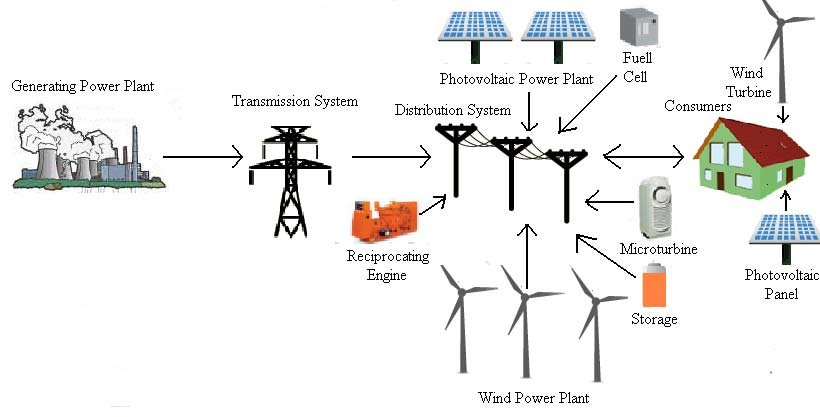 Generating Power Plant
Transmission System
Distribution System
Photovoltaic Power Plant
Fuell
Cell
Wind
Turbine
Consumers
Reciprocating
Engine
Microturbine
Storage
Photovoltaic
Panel
Wind Power Plant